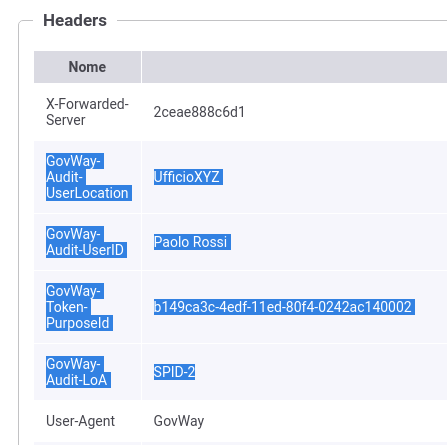 Headers
Nome
X-Forwarded-
Server
2ceae888c6d1
GovWay-
Audit-
UserLocation
UfficioXYZ
GovWay-
Audit-UserID
Paolo Rossi
GovWay-
Token-
PurposeId
b149ca3c-4edf-11ed-80f4-0242ac140002
GovWay-
Audit-LoA
SPID-2
User-Agent
GovWay